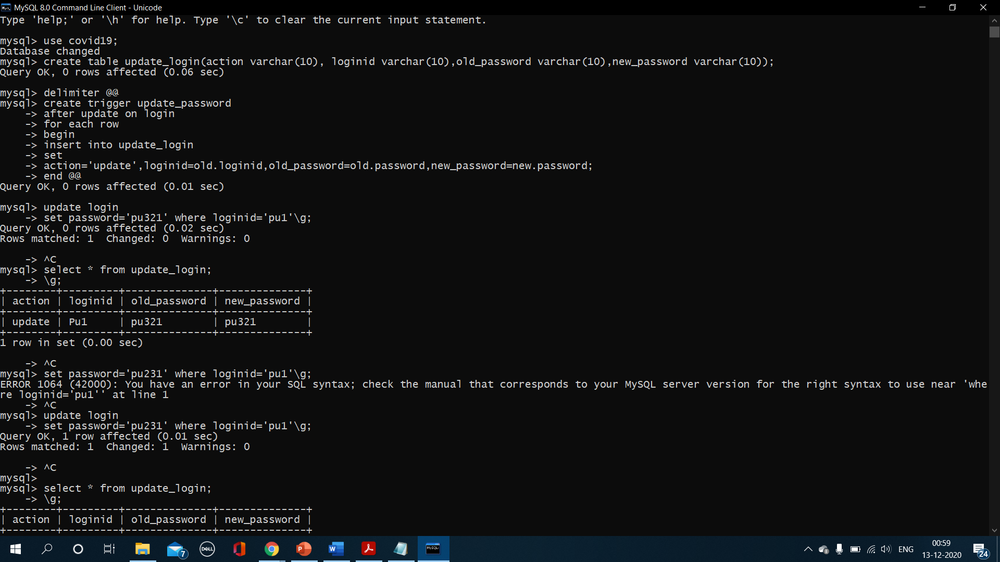 MySQL 8.0 Command Line Client - Unicode
Type 'help;' or '\h' for help. Type '\c' to clear the current input statement.
mysql> use covid19;
Database changed
mysql> create table update_login(action varchar(10), loginid varchar(10),old_password varchar(10),new_password varchar(10));
Query OK, 0 rows affected (0.06 sec)
mysql> delimiter @@
mysql> create trigger update_password
    -> after update on login
    -> for each row
    -> begin
    -> insert into update_login
    -> set
    -> action='update',loginid=old.loginid,old_password=old.password,new_password=new.password;
    -> end @@
Query OK, 0 rows affected (0.01 sec)
mysql> update login
    -> set password='pu321' where loginid='pu1'\g;
Query OK, 0 rows affected (0.02 sec)
Rows matched: 1  Changed: 0  Warnings: 0
    -> ^C
mysql> select * from update_login;
    -> \g;
+--------+---------+--------------+--------------+
| action | loginid | old_password | new_password |
+--------+---------+--------------+--------------+
| update | Pu1     | pu321        | pu321        |
+--------+---------+--------------+--------------+
1 row in set (0.00 sec)
    -> ^C
mysql> set password='pu231' where loginid='pu1'\g;
ERROR 1064 (42000): You have an error in your SQL syntax; check the manual that corresponds to your MySQL server version for the right syntax to use near 'whe
re loginid='pu1'' at line 1
    -> ^C
mysql> update login
    -> set password='pu231' where loginid='pu1'\g;
Query OK, 1 row affected (0.01 sec)
Rows matched: 1  Changed: 1  Warnings: 0
    -> ^C
mysql>
mysql> select * from update_login;
    -> \g;
+--------+---------+--------------+--------------+
| action | loginid | old_password | new_password |
+--------+---------+--------------+--------------+
7 DELL P W MySQL ENG 00:59 24
13-12-2020